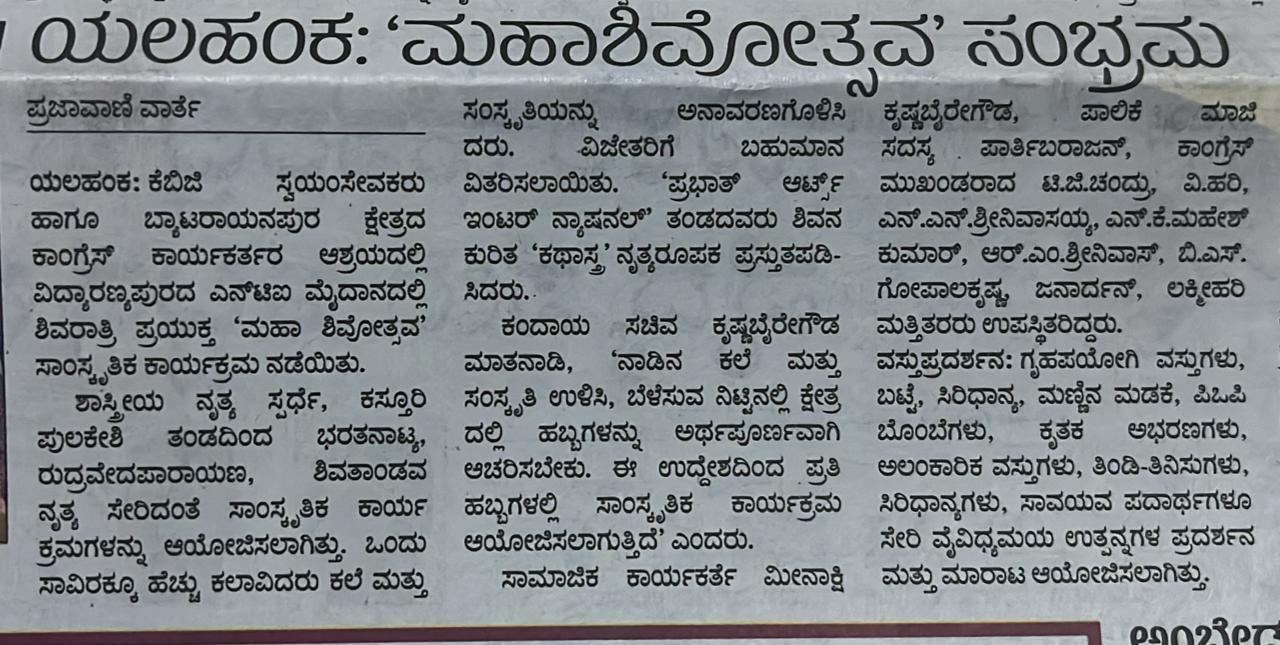 ಯಲಹಂಕ: ‘ಮಹಾಶಿವೋತ್ಸವ’ ಸಂಭ್ರಮ
ಪ್ರಜಾವಾಣಿ ವಾರ್ತೆ
ಯಲಹಂಕ: ಕೆಬಿಜಿ ಸ್ವಯಂಸೇವಕರು
ಹಾಗೂ ಬ್ಯಾಟರಾಯನಪುರ ಕ್ಷೇತ್ರದ
ಕಾಂಗ್ರೆಸ್ ಕಾರ್ಯಕರ್ತರ ಆಶ್ರಯದಲ್ಲಿ
ವಿದ್ಯಾರಣ್ಯಪುರದ ಎನ್‌ಟಿಐ ಮೈದಾನದಲ್ಲಿ
ಶಿವರಾತ್ರಿ ಪ್ರಯುಕ್ತ ‘ಮಹಾ ಶಿವೋತ್ಸವ’
ಸಾಂಸ್ಕೃತಿಕ ಕಾರ್ಯಕ್ರಮ ನಡೆಯಿತು.
ಶಾಸ್ತ್ರೀಯ ನೃತ್ಯ ಸ್ಪರ್ಧೆ, ಕಸ್ತೂರಿ
ಪುಲಕೇಶಿ ತಂಡದಿಂದ ಭರತನಾಟ್ಯ,
ರುದ್ರವೇದಪಾರಾಯಣ, ಶಿವತಾಂಡವ
ನೃತ್ಯ ಸೇರಿದಂತೆ ಸಾಂಸ್ಕೃತಿಕ ಕಾರ್ಯ
ಕ್ರಮಗಳನ್ನು ಆಯೋಜಿಸಲಾಗಿತ್ತು. ಒಂದು
ಸಾವಿರಕ್ಕೂ ಹೆಚ್ಚು ಕಲಾವಿದರು ಕಲೆ ಮತ್ತು
ಸಂಸ್ಕೃತಿಯನ್ನು ಅನಾವರಣಗೊಳಿಸಿ
ದರು. ವಿಜೇತರಿಗೆ ಬಹುಮಾನ
ವಿತರಿಸಲಾಯಿತು. ‘ಪ್ರಭಾತ್ ಆರ್ಟ್ಸ್
ಇಂಟರ್ ನ್ಯಾಷನಲ್’ ತಂಡದವರು ಶಿವನ
ಕುರಿತ ‘ಕಥಾಸ್ತ್ರ’ ನೃತ್ಯರೂಪಕ ಪ್ರಸ್ತುತಪಡಿ-
ಸಿದರು.
ಕಂದಾಯ ಸಚಿವ ಕೃಷ್ಣಬೈರೇಗೌಡ
ಮಾತನಾಡಿ, ‘ನಾಡಿನ ಕಲೆ ಮತ್ತು
ಸಂಸ್ಕೃತಿ ಉಳಿಸಿ, ಬೆಳೆಸುವ ನಿಟ್ಟಿನಲ್ಲಿ ಕ್ಷೇತ್ರ
ದಲ್ಲಿ ಹಬ್ಬಗಳನ್ನು ಅರ್ಥಪೂರ್ಣವಾಗಿ
ಆಚರಿಸಬೇಕು. ಈ ಉದ್ದೇಶದಿಂದ ಪ್ರತಿ
ಹಬ್ಬಗಳಲ್ಲಿ ಸಾಂಸ್ಕೃತಿಕ ಕಾರ್ಯಕ್ರಮ
ಆಯೋಜಿಸಲಾಗುತ್ತಿದೆ’ ಎಂದರು.
ಸಾಮಾಜಿಕ ಕಾರ್ಯಕರ್ತೆ ಮೀನಾಕ್ಷಿ
ಕೃಷ್ಣಬೈರೇಗೌಡ, ಪಾಲಿಕೆ ಮಾಜಿ
ಸದಸ್ಯ ಪಾರ್ತಿಬರಾಜನ್, ಕಾಂಗ್ರೆಸ್
ಮುಖಂಡರಾದ ಟಿ.ಜಿ.ಚಂದ್ರು, ವಿ.ಹರಿ,
ಎನ್.ಎನ್.ಶ್ರೀನಿವಾಸಯ್ಯ, ಎನ್.ಕೆ.ಮಹೇಶ್
ಕುಮಾರ್, ಆರ್.ಎಂ.ಶ್ರೀನಿವಾಸ್, ಬಿ.ಎಸ್.
ಗೋಪಾಲಕೃಷ್ಣ, ಜನಾರ್ದನ್, ಲಕ್ಷ್ಮೀಹರಿ
ಮತ್ತಿತರರು ಉಪಸ್ಥಿತರಿದ್ದರು.
ವಸ್ತುಪ್ರದರ್ಶನ: ಗೃಹಪಯೋಗಿ ವಸ್ತುಗಳು,
ಬಟ್ಟೆ, ಸಿರಿಧಾನ್ಯ, ಮಣ್ಣಿನ ಮಡಕೆ, ಪಿಒಪಿ
ಬೊಂಬೆಗಳು, ಕೃತಕ ಅಭರಣಗಳು,
ಅಲಂಕಾರಿಕ ವಸ್ತುಗಳು, ತಿಂಡಿ-ತಿನಿಸುಗಳು,
ಸಿರಿಧಾನ್ಯಗಳು, ಸಾವಯವ ಪದಾರ್ಥಗಳೂ
ಸೇರಿ ವೈವಿಧ್ಯಮಯ ಉತ್ಪನ್ನಗಳ ಪ್ರದರ್ಶನ
ಮತ್ತು ಮಾರಾಟ ಆಯೋಜಿಸಲಾಗಿತ್ತು.